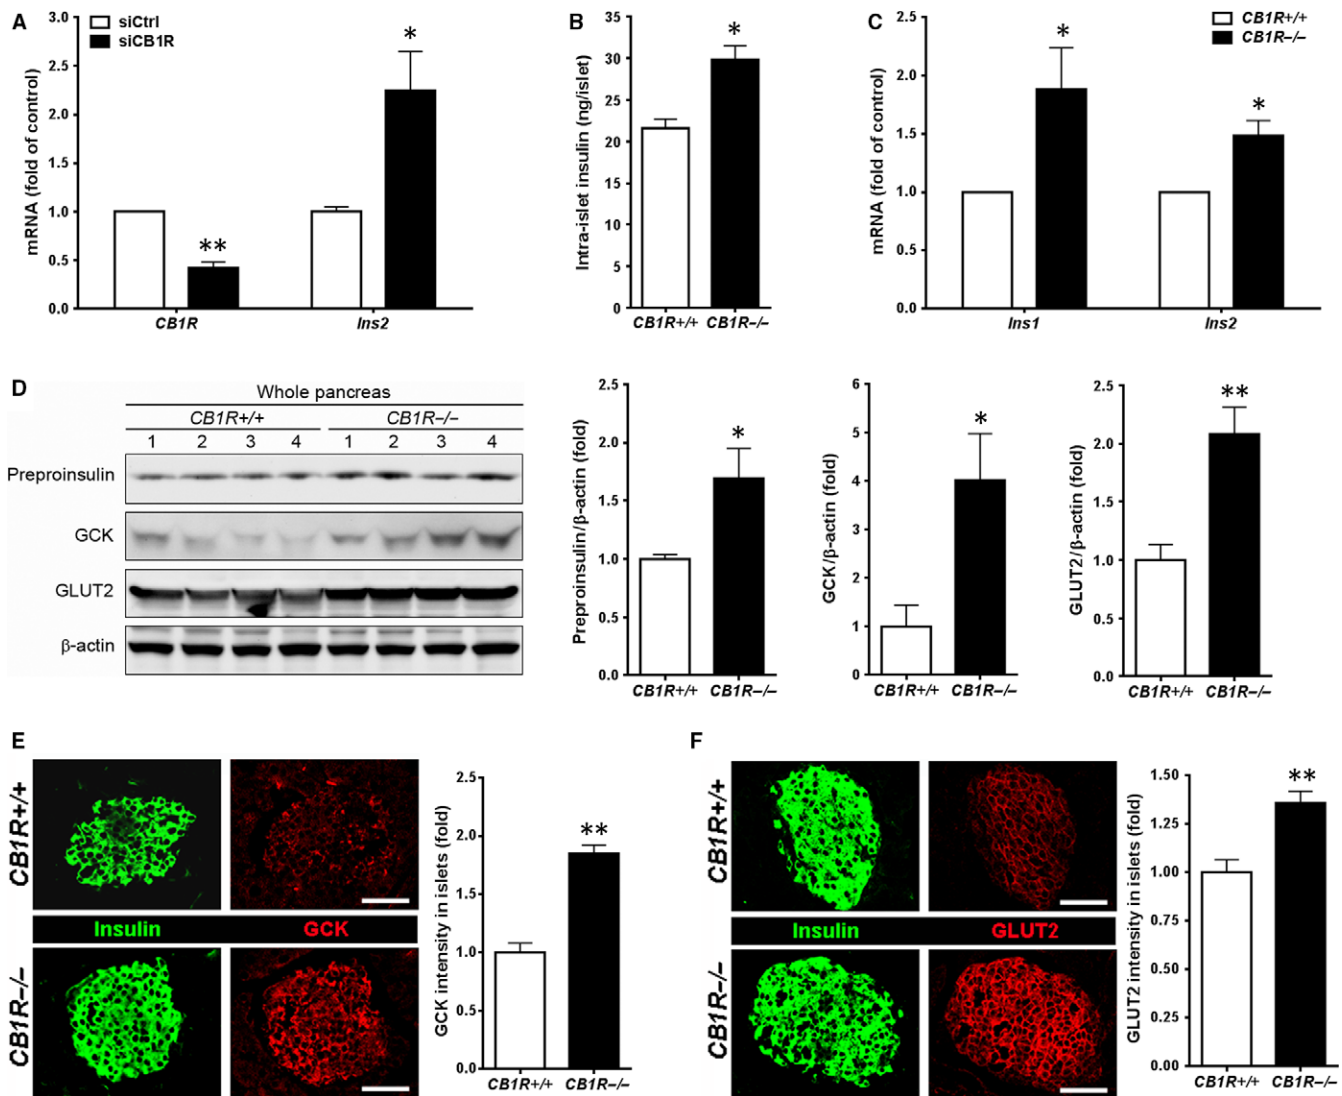 A
3.0
2.5
2.0
1.5
1.0
0.5
0.0
mRNA (fold of control)
siCtrl
siCB1R
**
*
CB1R
Ins2
B
35
30
25
20
15
10
5
0
Intra-islet insulin (ng/islet)
*
CB1R+/+
CB1R–/–
C
2.5
2.0
1.5
1.0
0.5
0.0
mRNA (fold of control)
CB1R+/+
CB1R–/–
*
*
Ins1
Ins2
D
Whole pancreas
CB1R+/+
CB1R–/–
1 2 3 4 1 2 3 4
Preproinsulin
GCK
GLUT2
β-actin
2.5
2.0
1.5
1.0
0.5
0.0
Preproinsulin/β-actin (fold)
*
CB1R+/+
CB1R–/–
6
5
4
3
2
1
0
GCK/β-actin (fold)
*
CB1R+/+
CB1R–/–
2.5
2.0
1.5
1.0
0.5
0.0
GLUT2/β-actin (fold)
**
CB1R+/+
CB1R–/–
E
CB1R+/+
Insulin
GCK
CB1R–/–
2.5
2.0
1.5
1.0
0.5
0.0
GCK intensity in islets (fold)
**
CB1R+/+
CB1R–/–
F
CB1R+/+
Insulin
GLUT2
CB1R–/–
1.50
1.25
1.00
0.75
0.50
0.25
0.00
GLUT2 intensity in islets (fold)
**
CB1R+/+
CB1R–/–